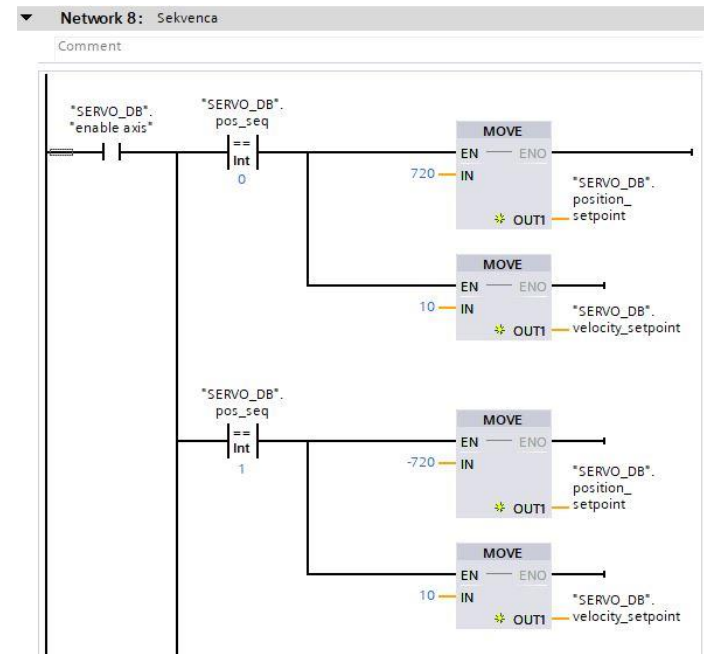 Network 8: Sekvenca
Comment
"SERVO_DB".
"enable axis"
"SERVO_DB".
pos_seq
==
Int
0
MOVE
EN ENO
720 IN
OUT1
"SERVO_DB".
position_
setpoint
MOVE
EN ENO
10 IN
OUT1
"SERVO_DB".
velocity_setpoint
"SERVO_DB".
pos_seq
==
Int
1
MOVE
EN ENO
-720 IN
OUT1
"SERVO_DB".
position_
setpoint
MOVE
EN ENO
10 IN
OUT1
"SERVO_DB".
velocity_setpoint